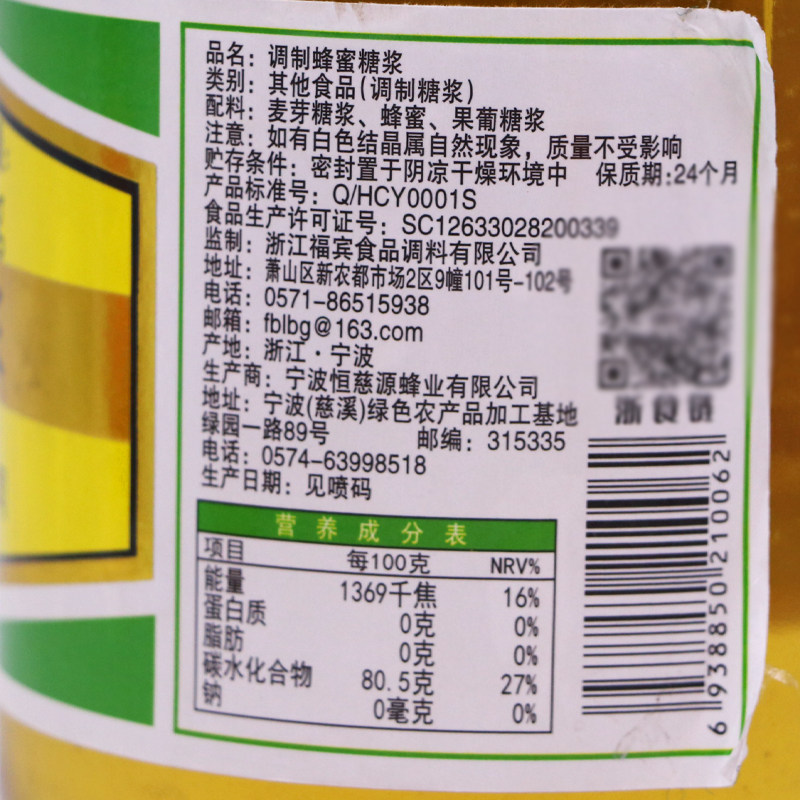 品名：调制蜂蜜糖浆
类别：其他食品(调制糖浆)
配料：麦芽糖浆、蜂蜜、果葡糖浆
注意：如有白色结晶属自然现象，质量不受影响
贮存条件：密封置于阴凉干燥环境中 保质期:24个月
产品标准号：Q/HCY0001S
食品生产许可证号：SC12633028200339
监制：浙江福宾食品调料有限公司
地址：萧山区新农都市场2区9幢101号-102号
电话：0571-86515938
邮箱：fblbg@163.com
产地：浙江·宁波
生产商：宁波恒慈源蜂业有限公司
地址：宁波(慈溪)绿色农产品加工基地
绿园一路89号 邮编：315335
电话：0574-63998518
生产日期：见喷码
浙食链
营养成分表
项目 每100克 NRV%
能量 1369千焦 16%
蛋白质 0克 0%
脂肪 0克 0%
碳水化合物 80.5克 27%
钠 0毫克 0%
6938850210062